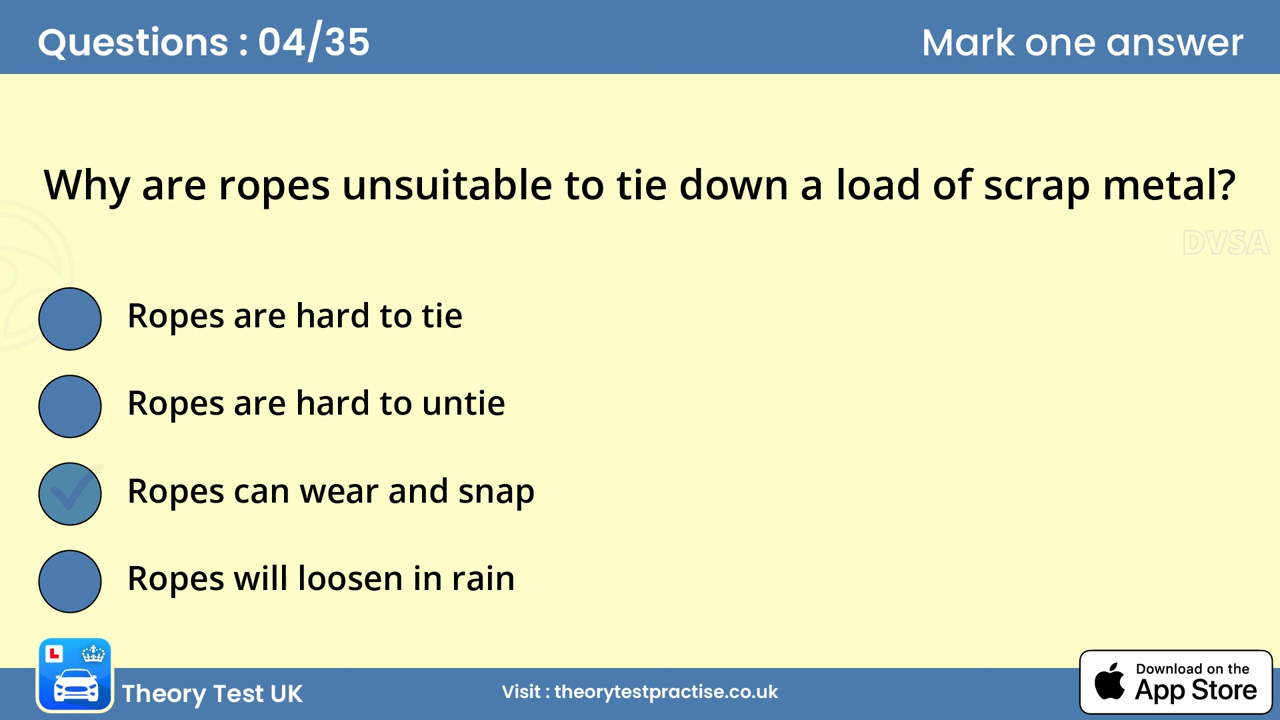 Questions : 04/35
Mark one answer
Why are ropes unsuitable to tie down a load of scrap metal?
DVSA
Ropes are hard to tie
Ropes are hard to untie
Ropes can wear and snap
Ropes will loosen in rain
L
Theory Test UK
Visit : theorytestpractise.co.uk
Download on the
App Store